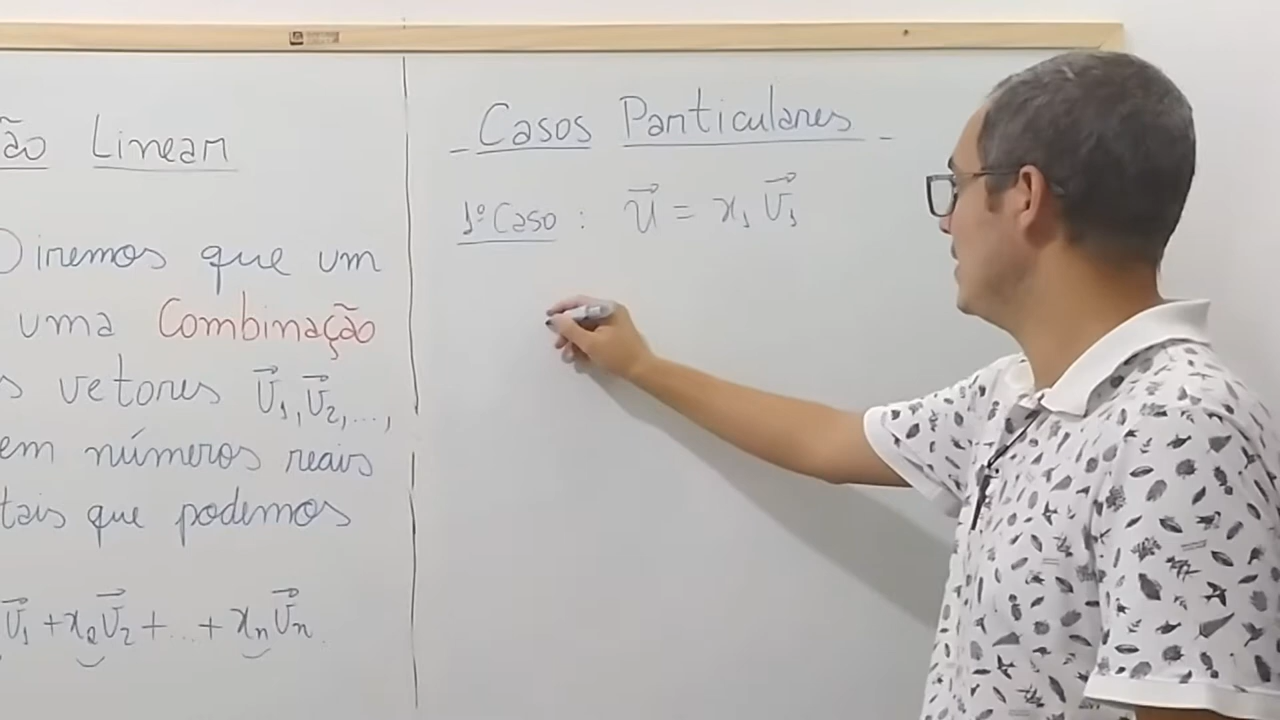 ão Linear
Diremos que um
uma Combinação
s vetores v⃗₁, v⃗₂, ...,
em números reais
tais que podemos
v⃗₁ + x₂v⃗₂ + ... + xₙv⃗ₙ.
- Casos Particulares -
1º Caso : u⃗ = x₁ v⃗₁